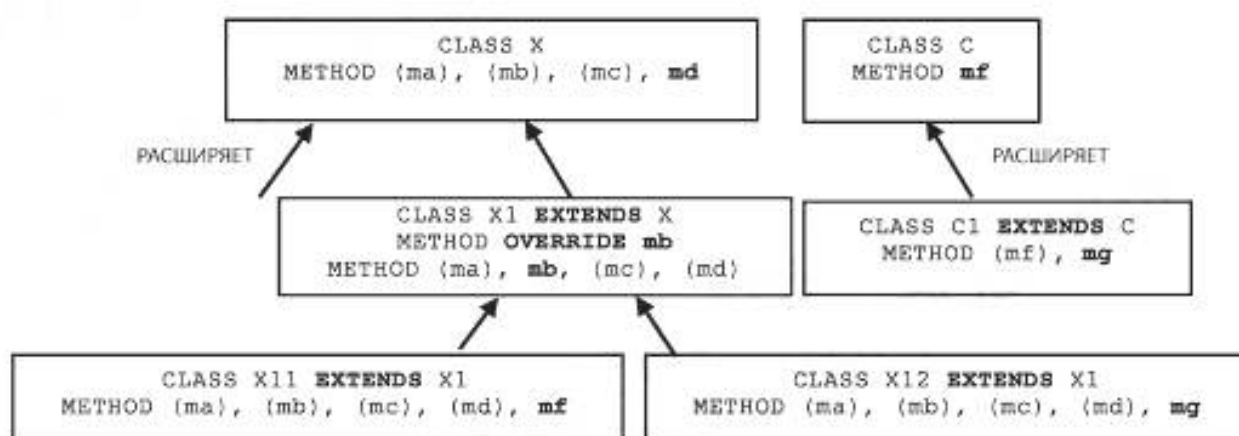 CLASS X
METHOD (ma), (mb), (mc), md
CLASS C
METHOD mf
РАСШИРЯЕТ
РАСШИРЯЕТ
CLASS X1 EXTENDS X
METHOD OVERRIDE mb
METHOD (ma), mb, (mc), (md)
CLASS C1 EXTENDS C
METHOD (mf), mg
CLASS X11 EXTENDS X1
METHOD (ma), (mb), (mc), (md), mf
CLASS X12 EXTENDS X1
METHOD (ma), (mb), (mc), (md), mg